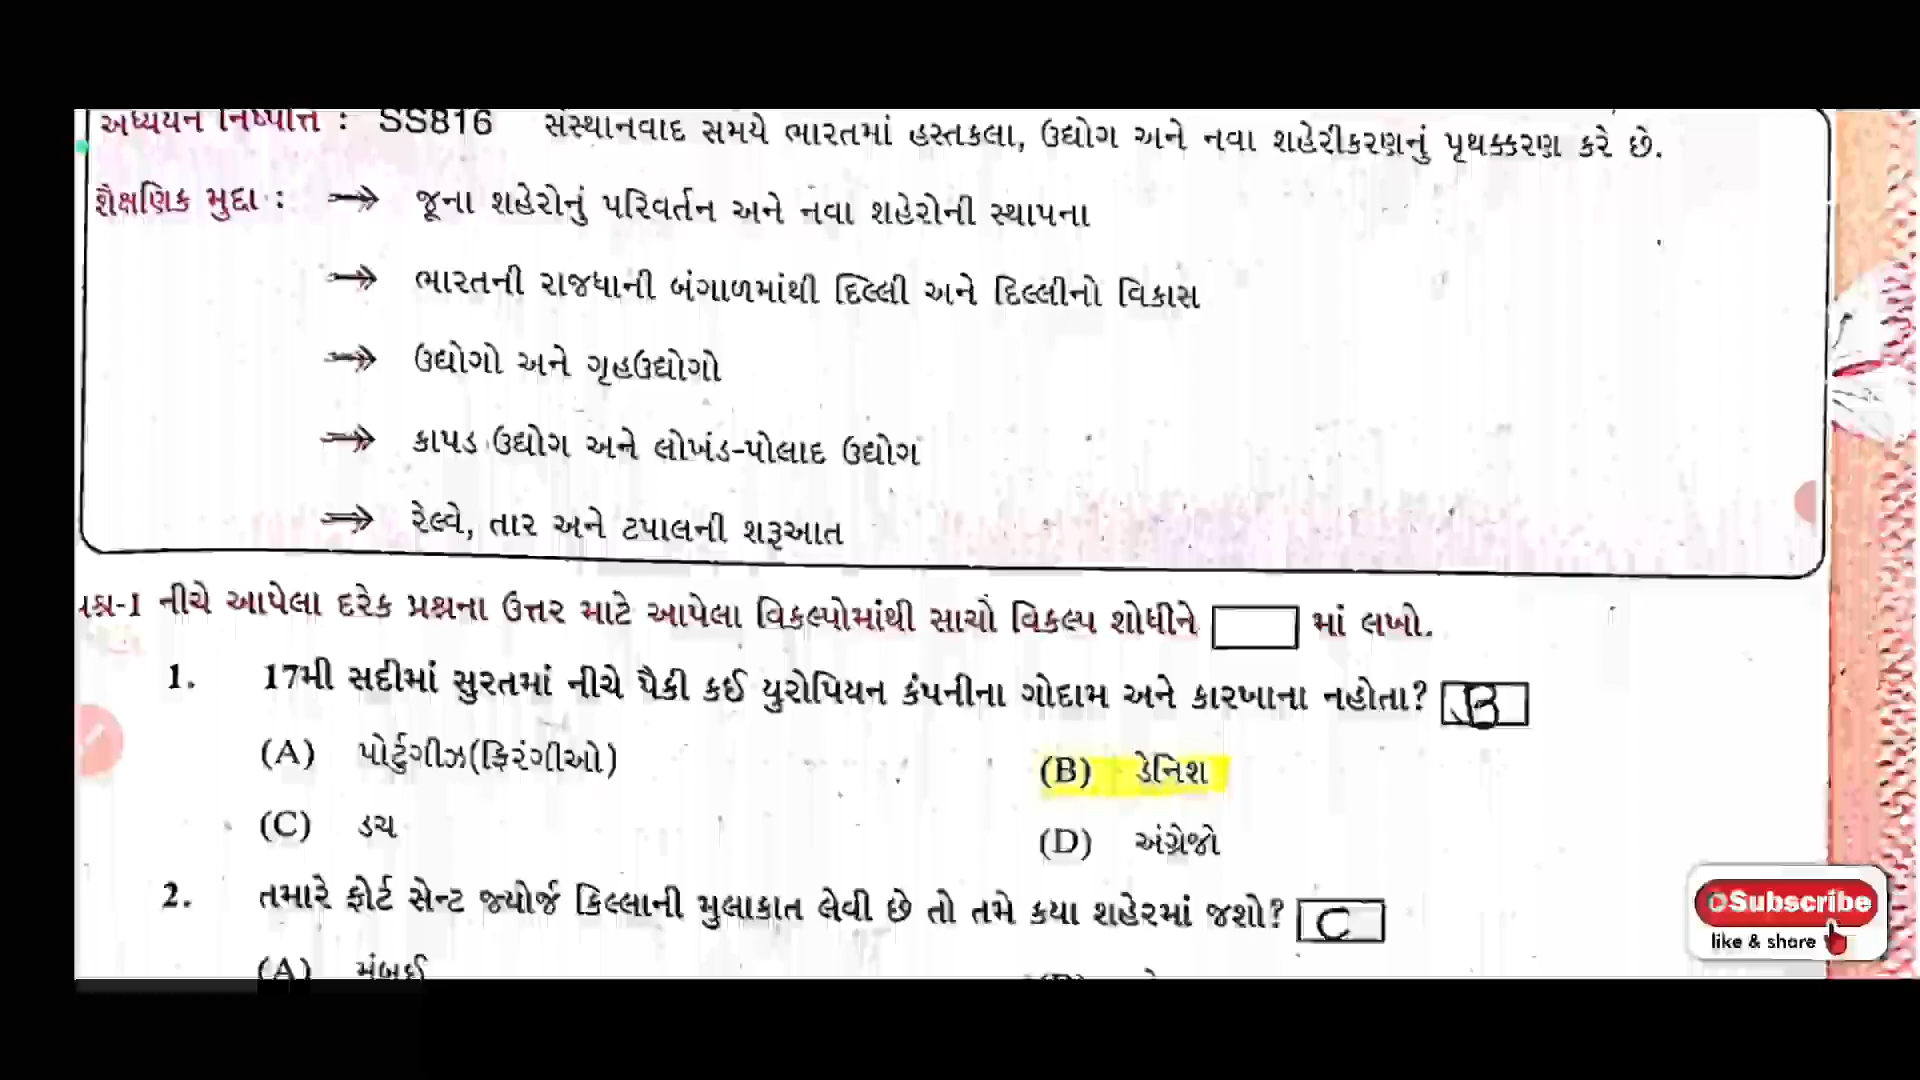 અધ્યયન નિષ્પત્તિ : SS816 સંસ્થાનવાદ સમયે ભારતમાં હસ્તકલા, ઉદ્યોગ અને નવા શહેરીકરણનું પૃથક્કરણ કરે છે.
શૈક્ષણિક મુદ્દા : જૂના શહેરોનું પરિવર્તન અને નવા શહેરોની સ્થાપના
ભારતની રાજધાની બંગાળમાંથી દિલ્લી અને દિલ્લીનો વિકાસ
ઉદ્યોગો અને ગૃહઉદ્યોગો
કાપડ ઉદ્યોગ અને લોખંડ-પોલાદ ઉદ્યોગ
રેલ્વે, તાર અને ટપાલની શરૂઆત
પ્રશ્ન-1 નીચે આપેલા દરેક પ્રશ્નના ઉત્તર માટે આપેલા વિકલ્પોમાંથી સાચો વિકલ્પ શોધીને માં લખો.
1. 17મી સદીમાં સુરતમાં નીચે પૈકી કઈ યુરોપિયન કંપનીના ગોદામ અને કારખાના નહોતા? B
(A) પોર્ટુગીઝ(ફિરંગીઓ) (B) ડેનિશ
(C) ડચ (D) અંગ્રેજો
2. તમારે ફોર્ટ સેન્ટ જ્યોર્જ કિલ્લાની મુલાકાત લેવી છે તો તમે કયા શહેરમાં જશો? C
(A) મંબઈ
Subscribe
like & share